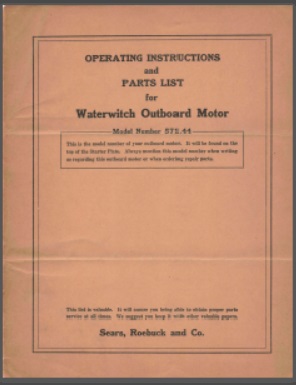 OPERATING INSTRUCTIONS
and
PARTS LIST
for
Waterwitch Outboard Motor
Model Number 572.44
This is the model number of your outboard motor. It will be found on the
top of the Starter Plate. Always mention this model number when writing
us regarding this outboard motor or when ordering repair parts.
This list is valuable. It will assure you being able to obtain proper parts
service at all times. We suggest you keep it with other valuable papers.
Sears, Roebuck and Co.